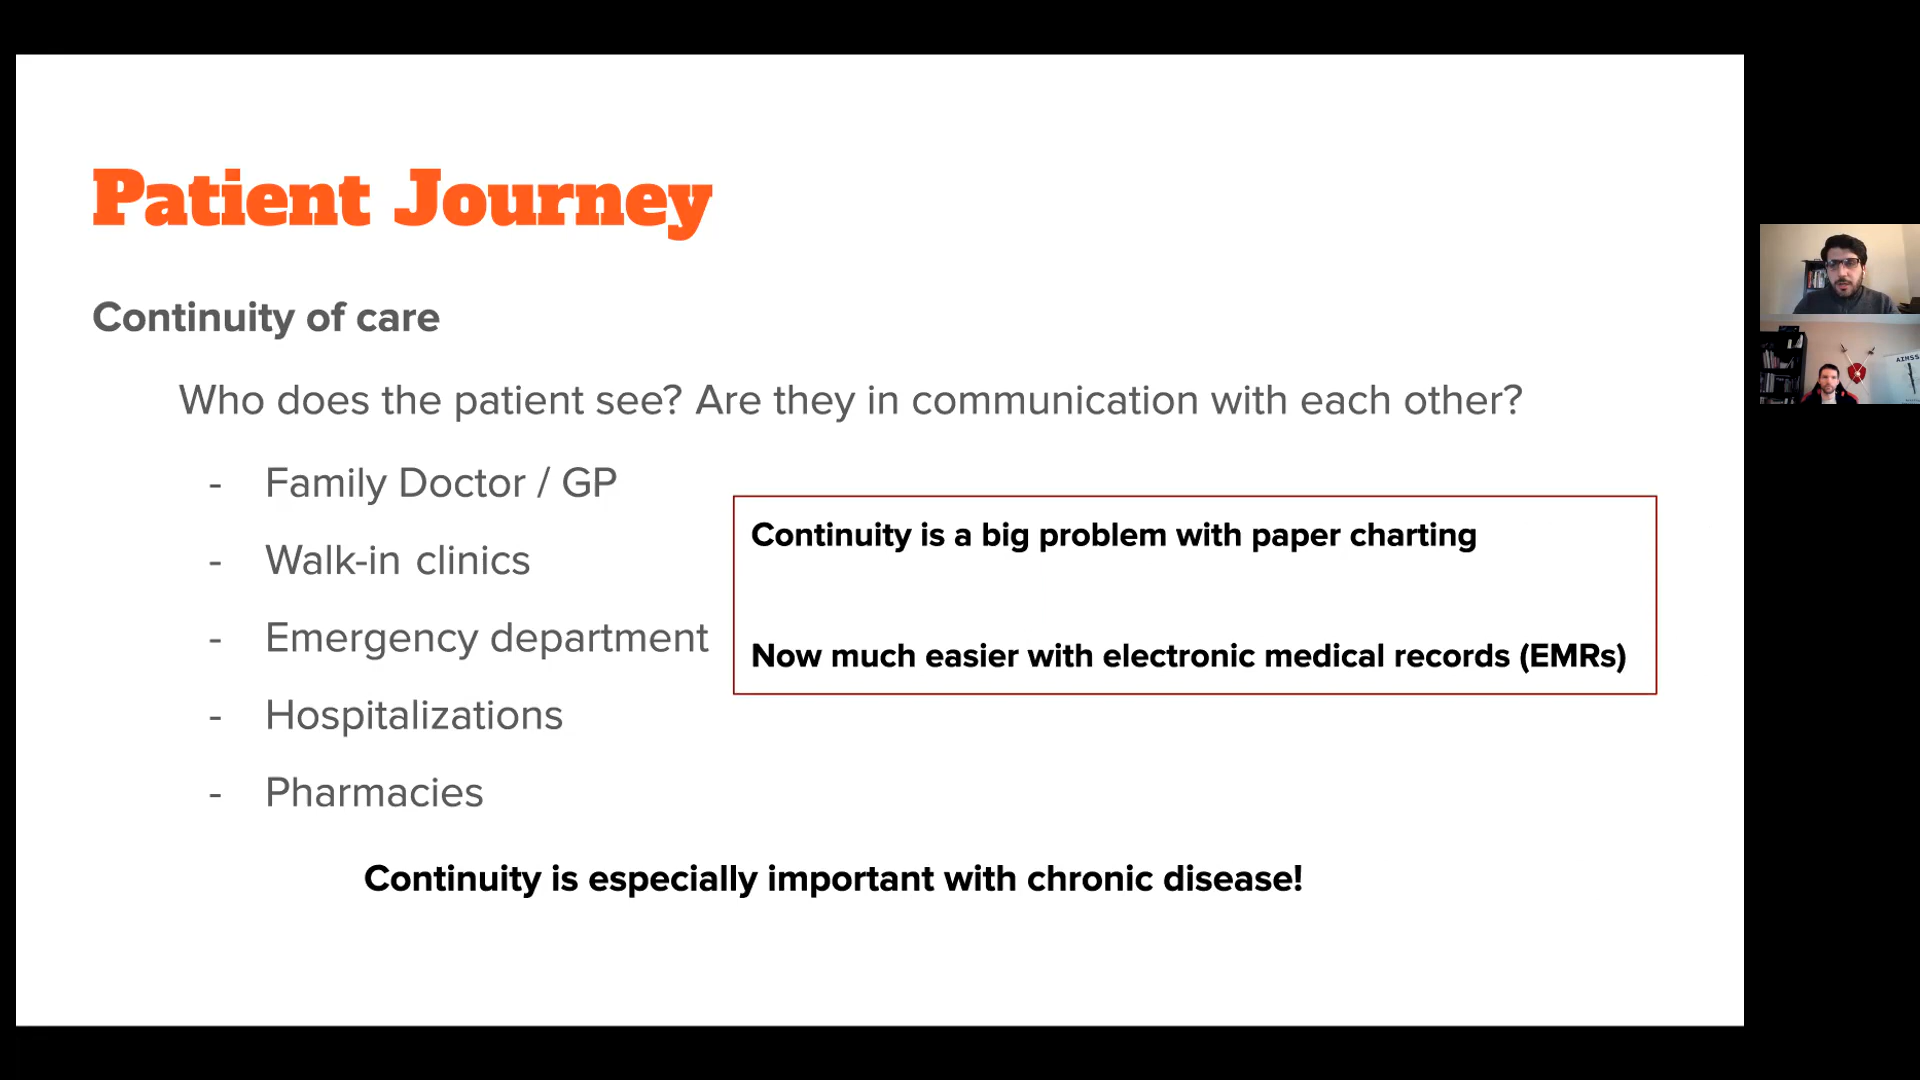 Patient Journey
Continuity of care
Who does the patient see? Are they in communication with each other?
- Family Doctor / GP
- Walk-in clinics
- Emergency department
- Hospitalizations
- Pharmacies
Continuity is a big problem with paper charting
Now much easier with electronic medical records (EMRs)
Continuity is especially important with chronic disease!
AIMSS